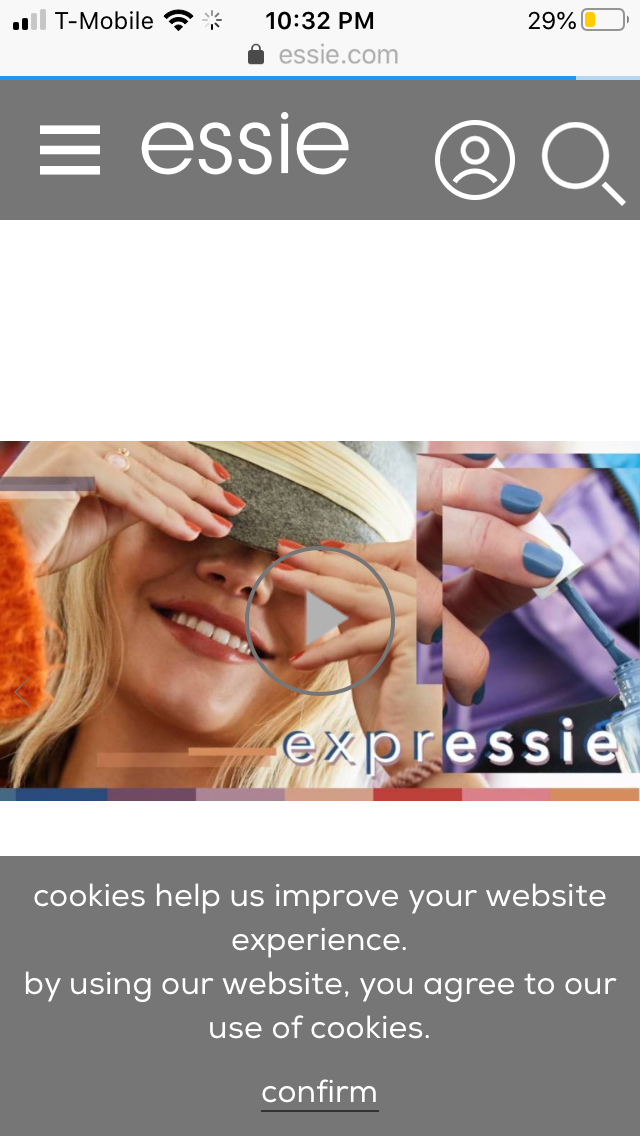 T-Mobile 10:32 PM 29%
essie.com
essie
expressie
cookies help us improve your website
experience.
by using our website, you agree to our
use of cookies.
confirm